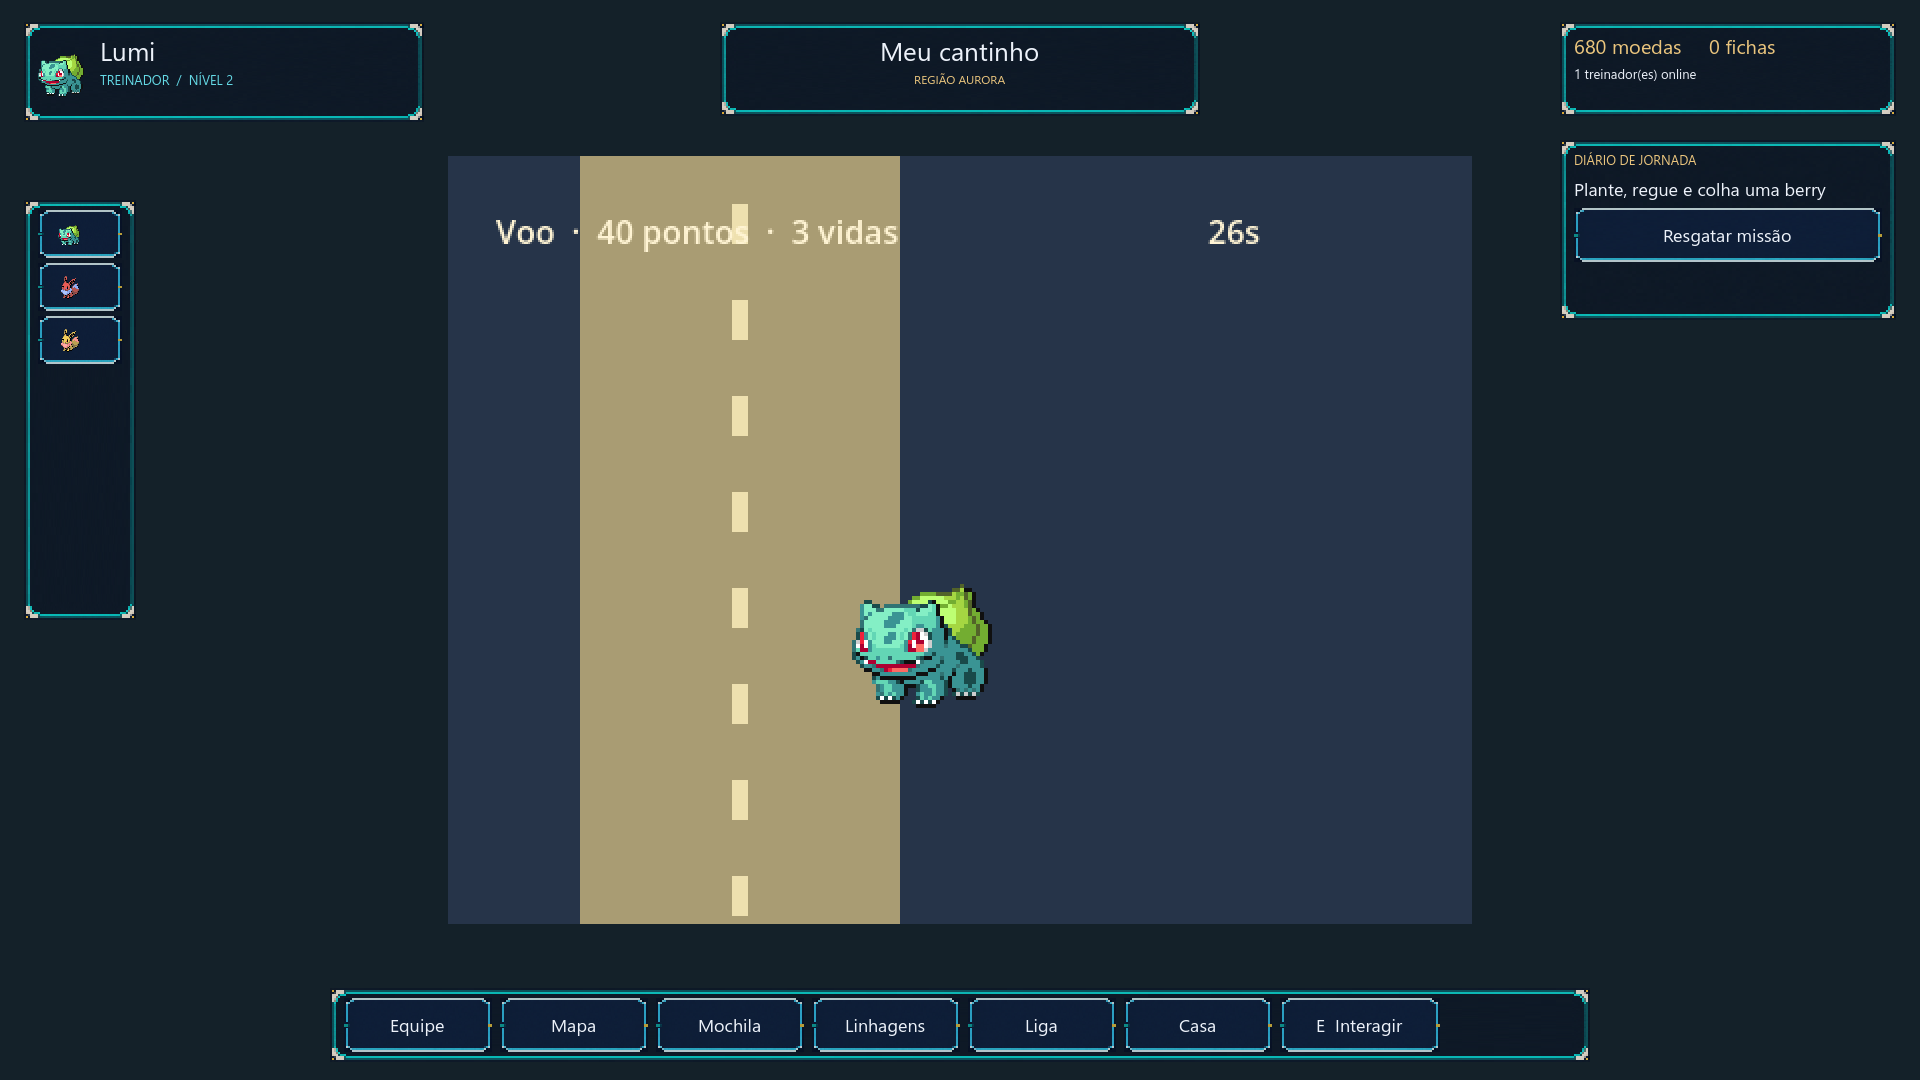 Lumi
TREINADOR / NÍVEL 2
Meu cantinho
REGIÃO AURORA
680 moedas 0 fichas
1 treinador(es) online
DIÁRIO DE JORNADA
Plante, regue e colha uma berry
Resgatar missão
Voo · 40 pontos · 3 vidas 26s
Equipe Mapa Mochila Linhagens Liga Casa E Interagir